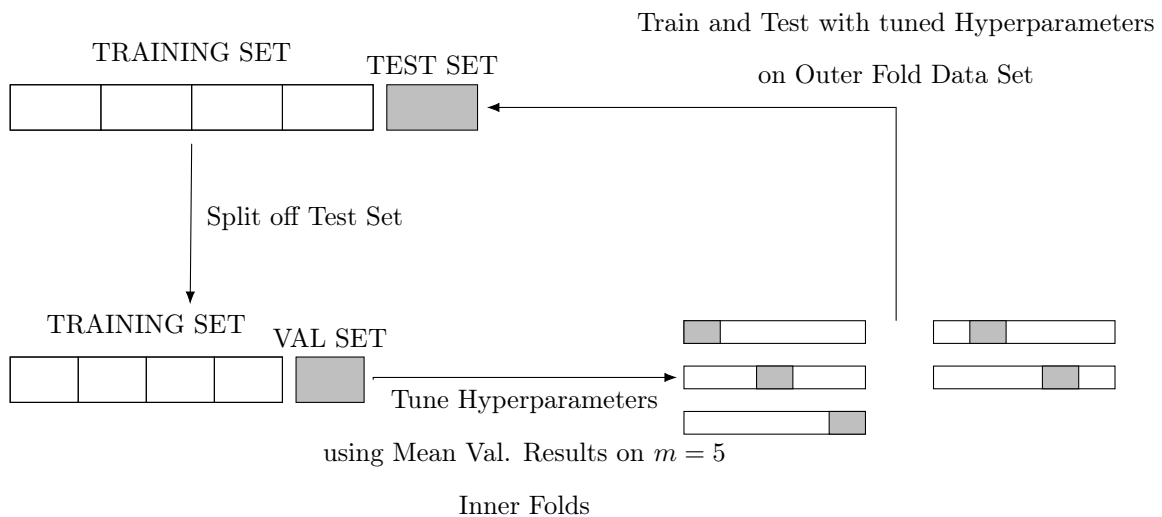 Train and Test with tuned Hyperparameters
on Outer Fold Data Set
TRAINING SET
TEST SET
Split off Test Set
TRAINING SET
VAL SET
Tune Hyperparameters
using Mean Val. Results on m = 5
Inner Folds